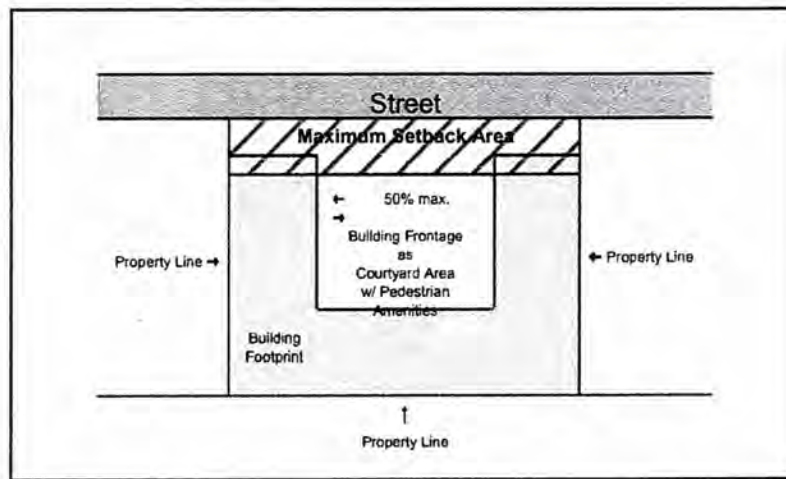 Street
Maximum Setback Area
← 50% max.
→
Building Frontage
as
Courtyard Area
w/ Pedestrian
Amenities
Property Line →
← Property Line
Building
Footprint
↑
Property Line